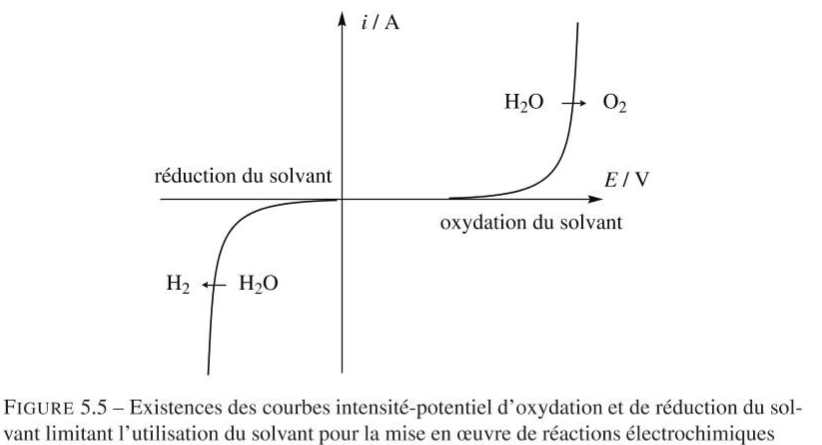 i / A
H₂O → O₂
réduction du solvant
E / V
oxydation du solvant
H₂ ← H₂O
FIGURE 5.5 – Existences des courbes intensité-potentiel d’oxydation et de réduction du sol-
vant limitant l’utilisation du solvant pour la mise en œuvre de réactions électrochimiques